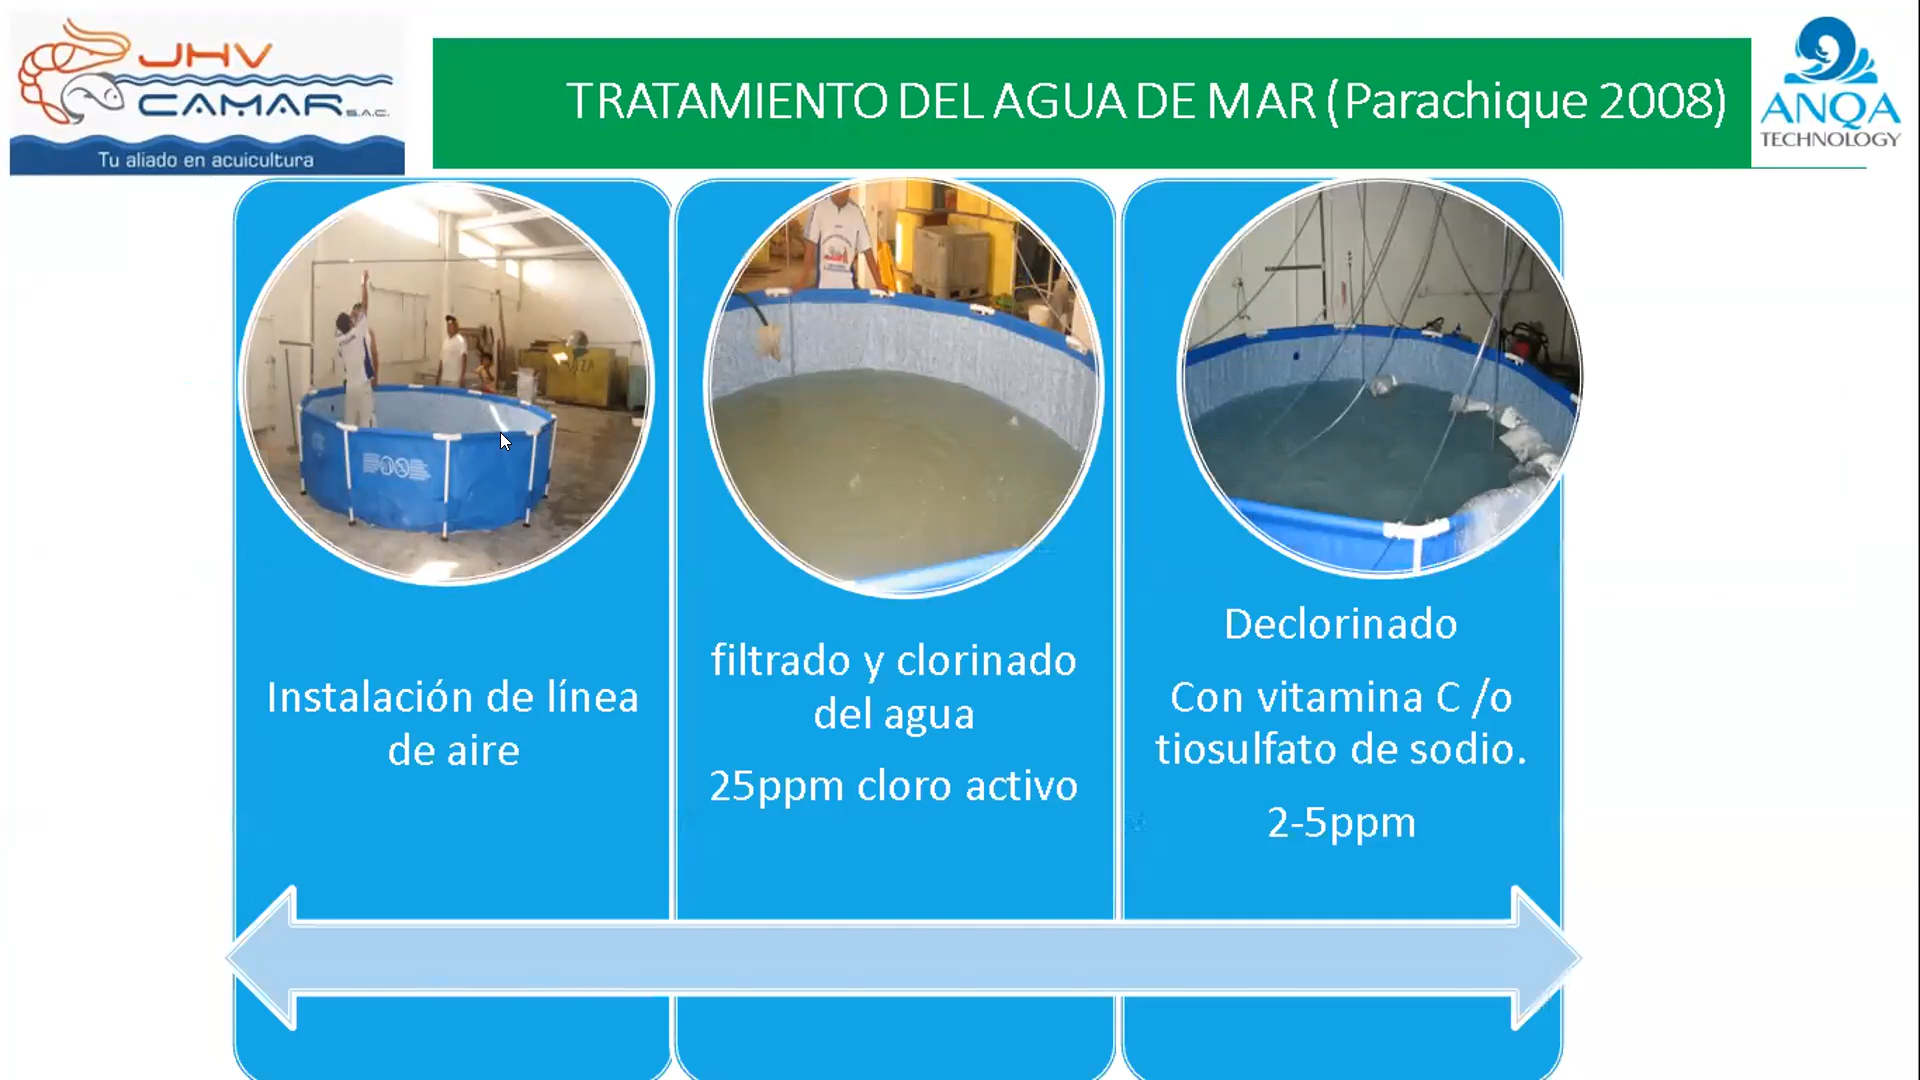 JHV
CAMAR S.A.C.
Tu aliado en acuicultura
TRATAMIENTO DEL AGUA DE MAR (Parachique 2008)
ANQA
TECHNOLOGY
Instalación de línea
de aire
filtrado y clorinado
del agua
25ppm cloro activo
Declorinado
Con vitamina C /o
tiosulfato de sodio.
2-5ppm